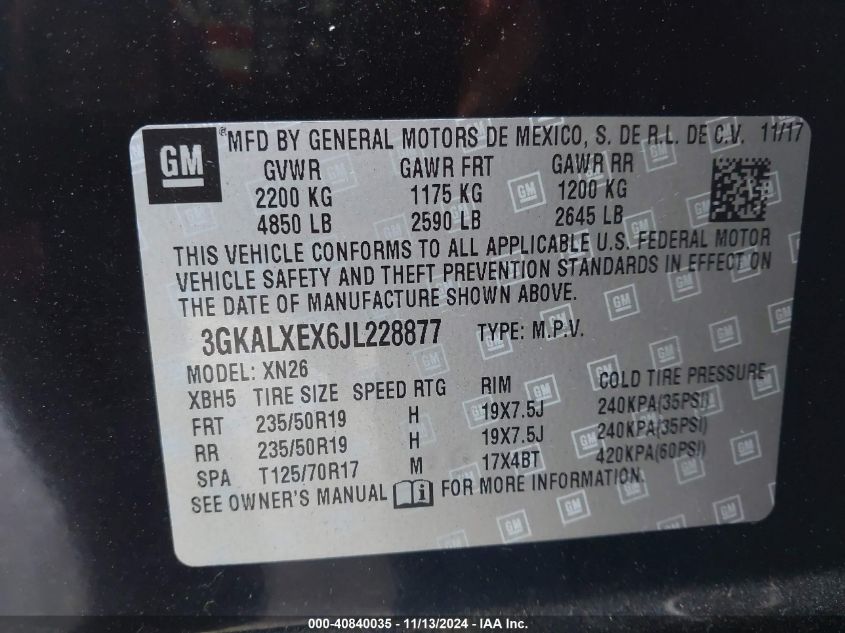 GM ® MFD BY GENERAL MOTORS DE MEXICO, S. DE R.L. DE C.V. 11/17
GVWR GAWR FRT GAWR RR
2200 KG 1175 KG 1200 KG
4850 LB 2590 LB 2645 LB
THIS VEHICLE CONFORMS TO ALL APPLICABLE U.S. FEDERAL MOTOR
VEHICLE SAFETY AND THEFT PREVENTION STANDARDS IN EFFECT ON
THE DATE OF MANUFACTURE SHOWN ABOVE.
3GKALXEX6JL228877 TYPE: M.P.V.
MODEL: XN26
XBH5 TIRE SIZE SPEED RTG RIM COLD TIRE PRESSURE
FRT 235/50R19 H 19X7.5J 240KPA(35PSI)
RR 235/50R19 H 19X7.5J 240KPA(35PSI)
SPA T125/70R17 M 17X4BT 420KPA(60PSI)
SEE OWNER'S MANUAL FOR MORE INFORMATION.
000-40840035 - 11/13/2024 - IAA Inc.